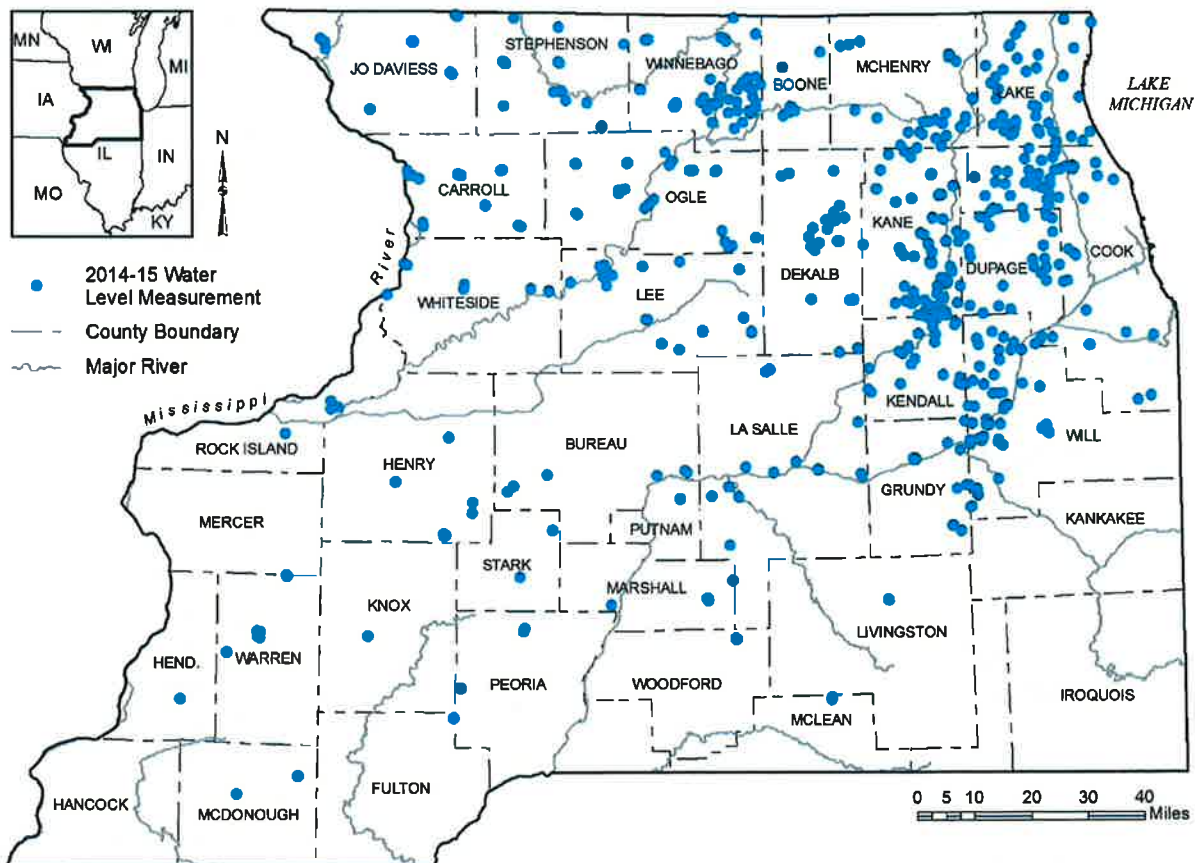 MN
WI
MI
IA
IL
IN
MO
KY
N
2014-15 Water
Level Measurement
County Boundary
Major River
JO DAVIESS
STEPHENSON
WINNEBAGO
BOONE
MCHENRY
LAKE
LAKE
MICHIGAN
CARROLL
OGLE
KANE
COOK
DEKALB
DUPAGE
River
WHITESIDE
LEE
Mississippi
KENDALL
ROCK ISLAND
HENRY
BUREAU
LA SALLE
WILL
MERCER
GRUNDY
PUTNAM
KANKAKEE
STARK
MARSHALL
KNOX
LIVINGSTON
HEND.
WARREN
PEORIA
WOODFORD
IROQUOIS
MCLEAN
HANCOCK
MCDONOUGH
FULTON
0 5 10 20 30 40
Miles